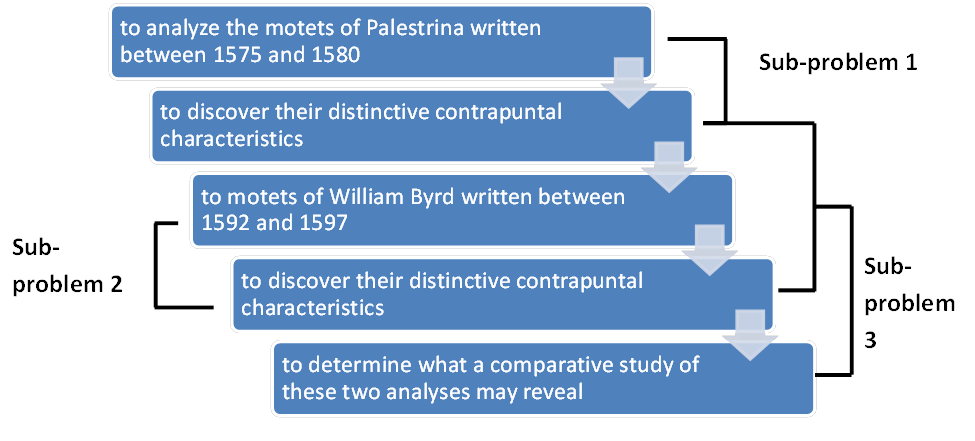 to analyze the motets of Palestrina written
between 1575 and 1580
Sub-problem 1
to discover their distinctive contrapuntal
characteristics
to motets of William Byrd written between
1592 and 1597
Sub-
problem 2
to discover their distinctive contrapuntal
characteristics
Sub-
problem
3
to determine what a comparative study of
these two analyses may reveal